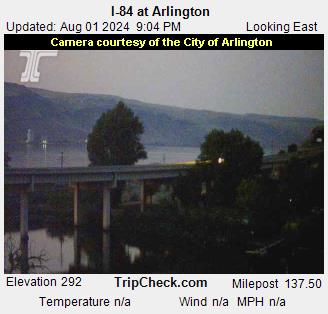 I-84 at Arlington
Updated: Aug 01 2024 9:04 PM Looking East
Camera courtesy of the City of Arlington
Elevation 292 TripCheck.com Milepost 137.50
Temperature n/a Wind n/a MPH n/a